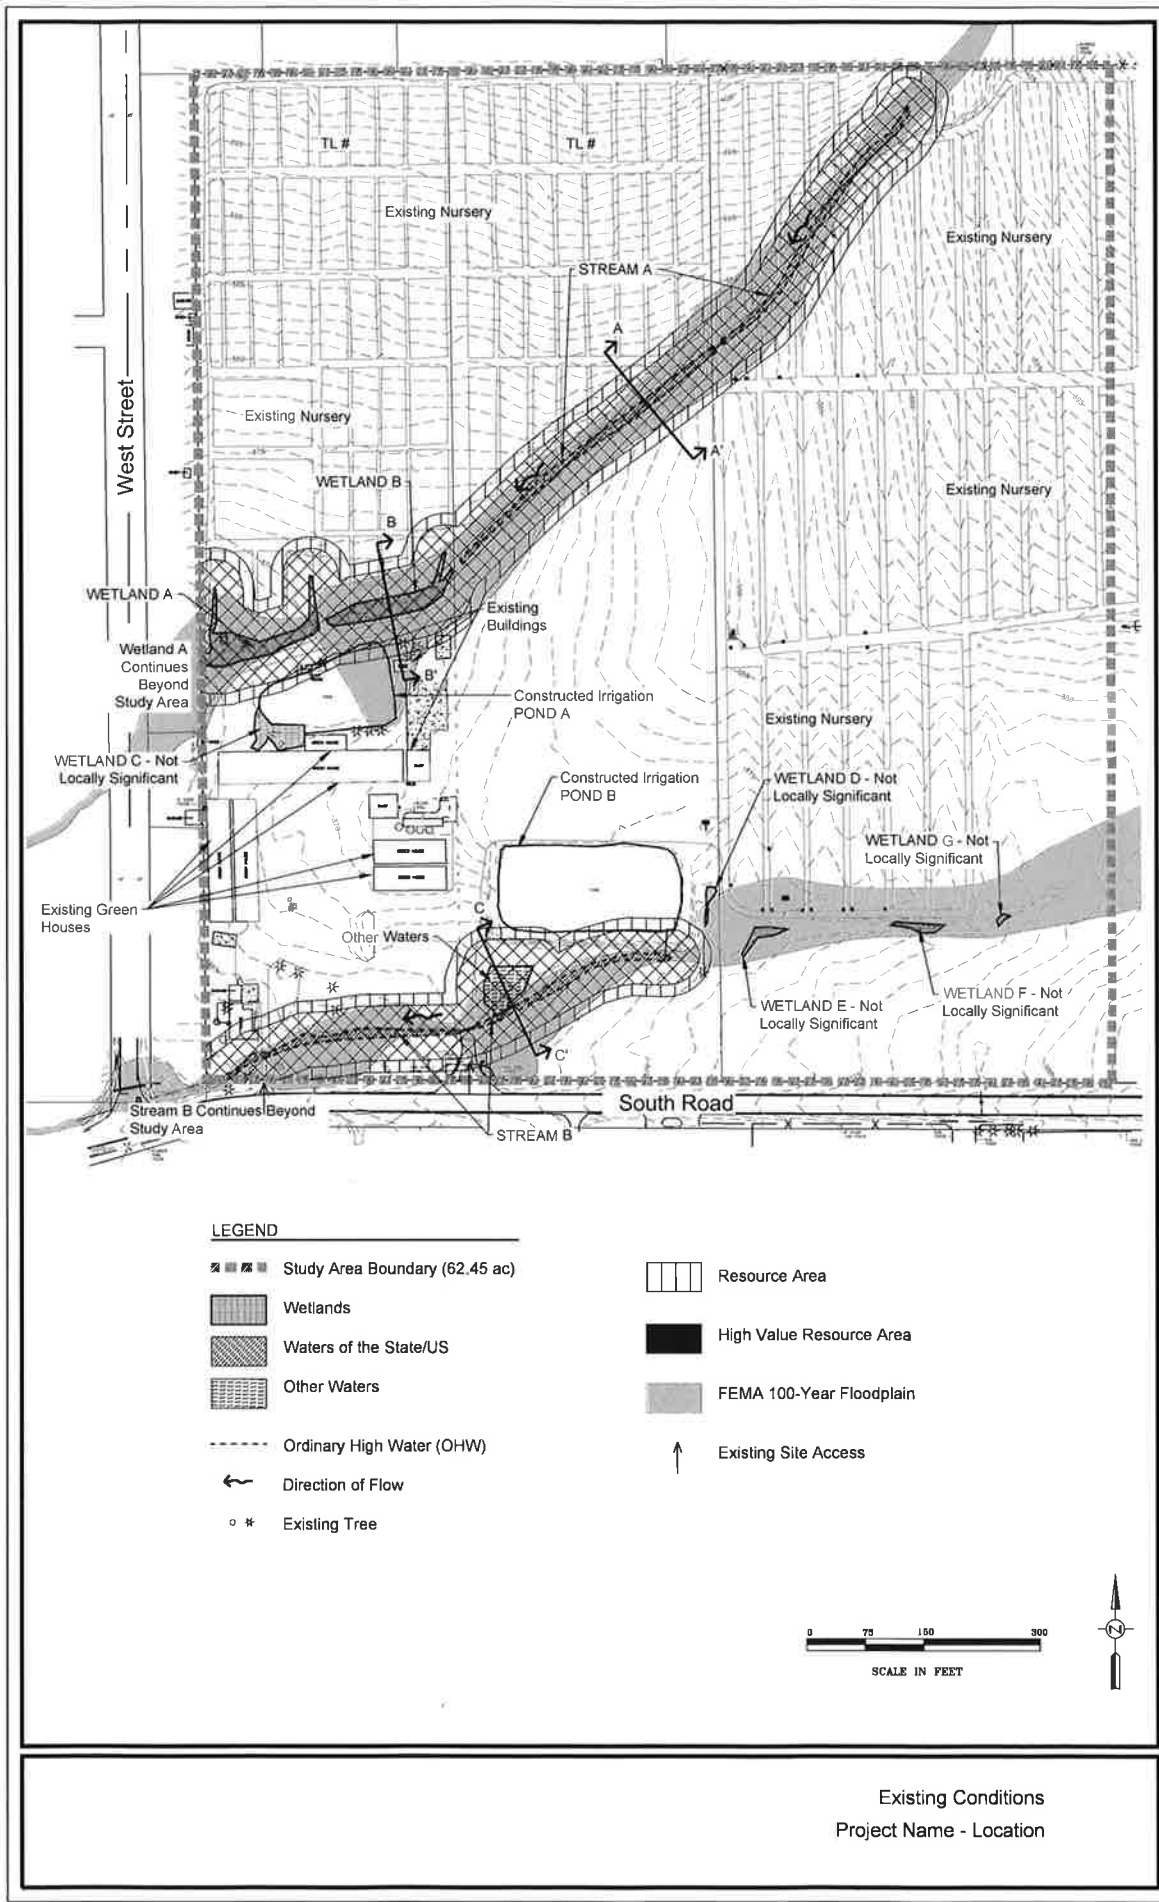 TL #
TL #
Existing Nursery
Existing Nursery
STREAM A
A
West Street
Existing Nursery
A'
WETLAND B
Existing Nursery
B
WETLAND A
Existing
Buildings
Wetland A
Continues
Beyond
Study Area
B'
Constructed Irrigation
POND A
Existing Nursery
WETLAND C - Not
Locally Significant
Constructed Irrigation
POND B
WETLAND D - Not
Locally Significant
WETLAND G - Not
Locally Significant
Existing Green
Houses
C
Other Waters
WETLAND E - Not
Locally Significant
WETLAND F - Not
Locally Significant
C'
Stream B Continues Beyond
Study Area
South Road
STREAM B
LEGEND
Study Area Boundary (62.45 ac)
Wetlands
Waters of the State/US
Other Waters
Ordinary High Water (OHW)
Direction of Flow
Existing Tree
Resource Area
High Value Resource Area
FEMA 100-Year Floodplain
Existing Site Access
0 75 150 300
SCALE IN FEET
N
Existing Conditions
Project Name - Location